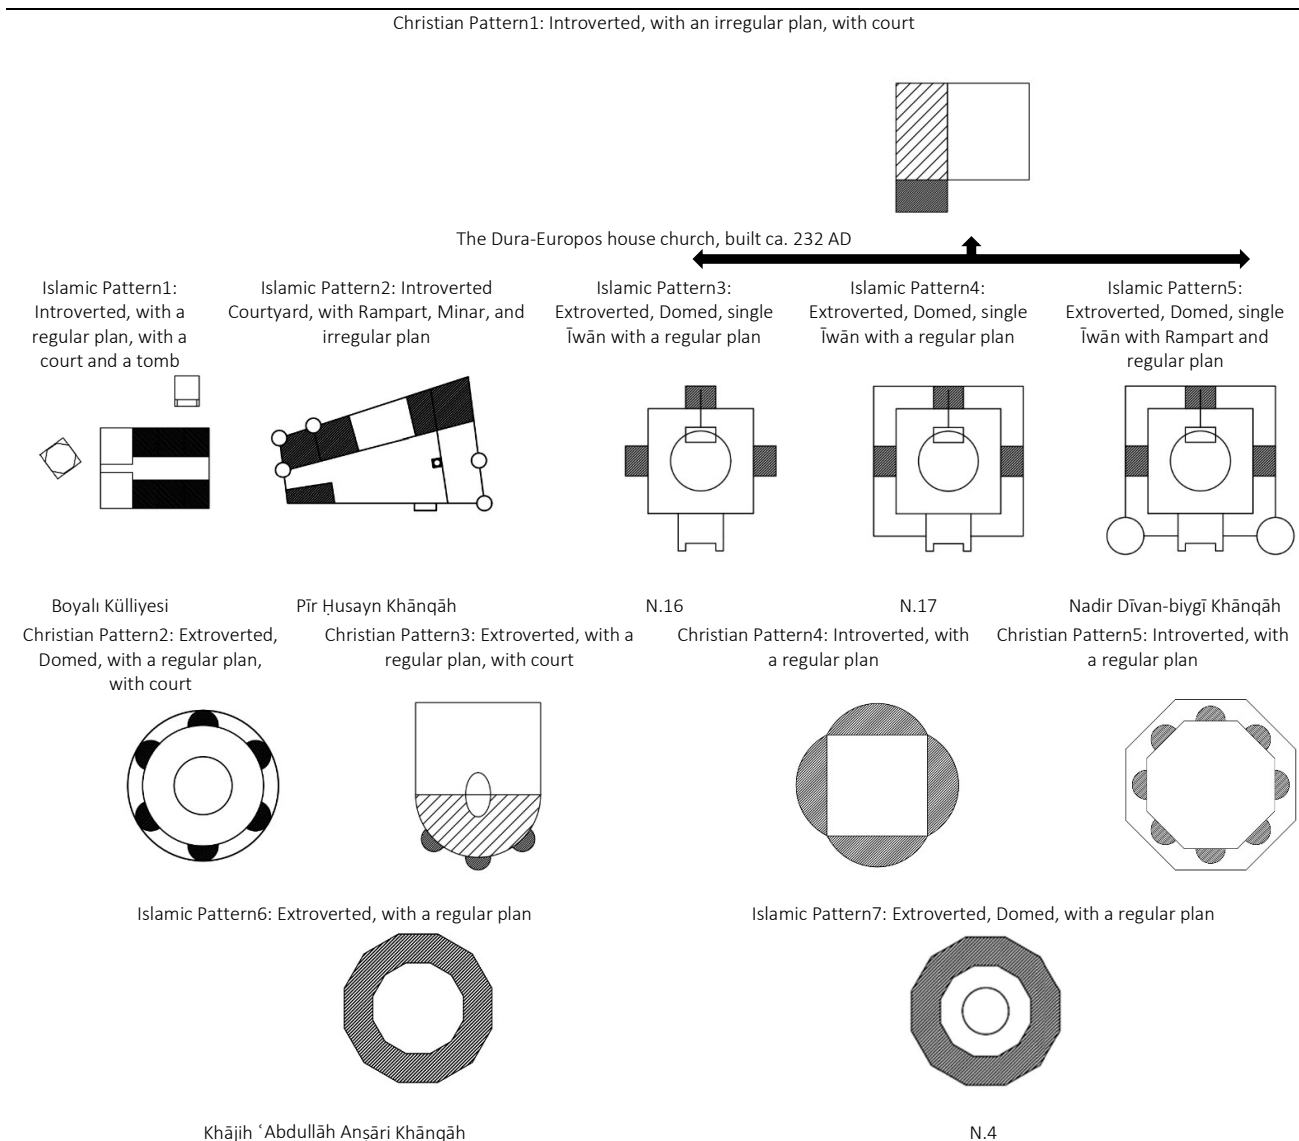 Christian Pattern1: Introverted, with an irregular plan, with court
The Dura-Europos house church, built ca. 232 AD
Islamic Pattern1:
Introverted, with a
regular plan, with a
court and a tomb
Islamic Pattern2: Introverted
Courtyard, with Rampart, Minar, and
irregular plan
Islamic Pattern3:
Extroverted, Domed, single
Īwān with a regular plan
Islamic Pattern4:
Extroverted, Domed, single
Īwān with a regular plan
Islamic Pattern5:
Extroverted, Domed, single
Īwān with Rampart and
regular plan
Boyalı Külliyesi
Pīr Ḥusayn Khānqāh
N.16
N.17
Nadir Dīvan-biygī Khānqāh
Christian Pattern2: Extroverted,
Domed, with a regular plan,
with court
Christian Pattern3: Extroverted, with a
regular plan, with court
Christian Pattern4: Introverted, with
a regular plan
Christian Pattern5: Introverted, with
a regular plan
Islamic Pattern6: Extroverted, with a regular plan
Islamic Pattern7: Extroverted, Domed, with a regular plan
Khājih ʿAbdullāh Anṣāri Khānqāh
N.4